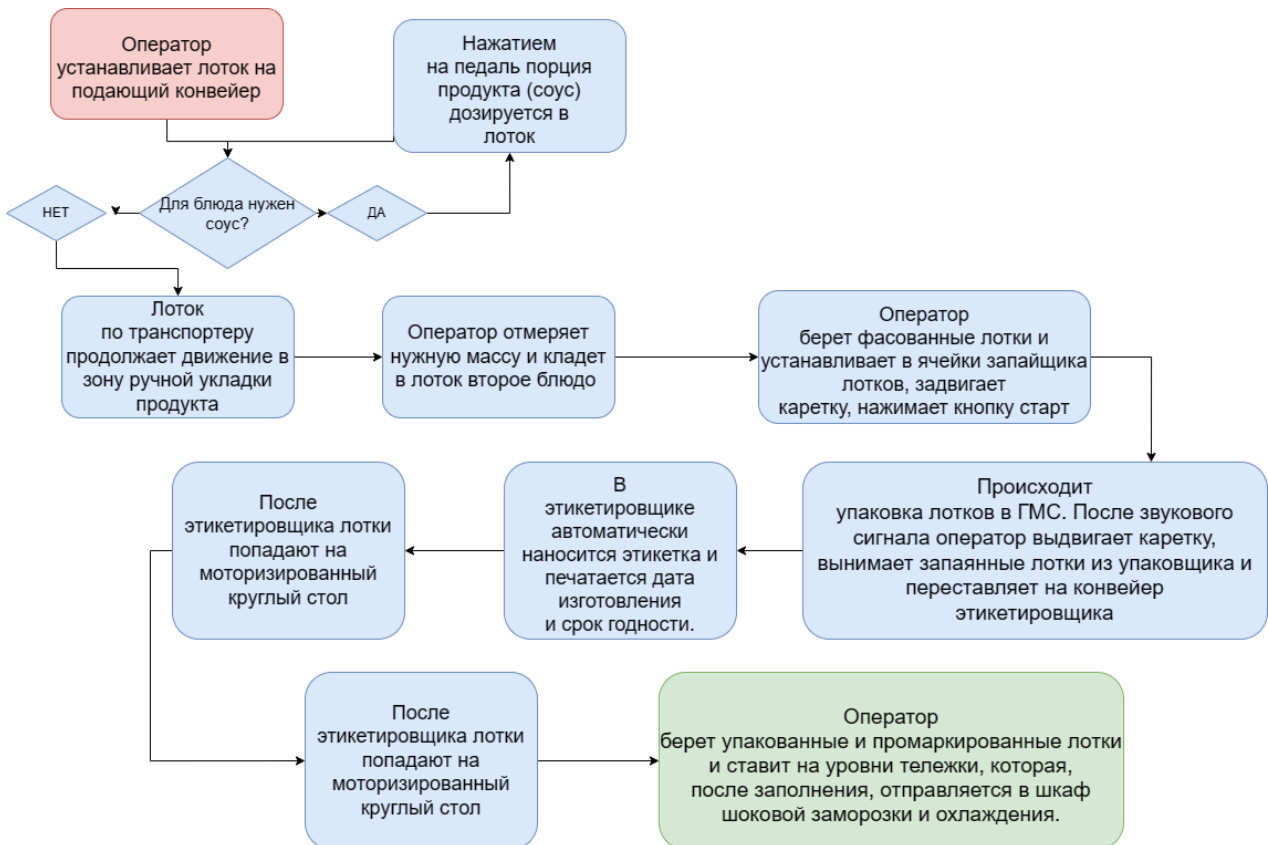 Оператор
устанавливает лоток на
подающий конвейер
Нажатием
на педаль порция
продукта (соус)
дозируется в
лоток
НЕТ
Для блюда нужен
соус?
ДА
Лоток
по транспортеру
продолжает движение в
зону ручной укладки
продукта
Оператор отмеряет
нужную массу и кладет
в лоток второе блюдо
Оператор
берет фасованные лотки и
устанавливает в ячейки запайщика
лотков, задвигает
каретку, нажимает кнопку старт
Происходит
упаковка лотков в ГМС. После звукового
сигнала оператор выдвигает каретку,
вынимает запаянные лотки из упаковщика и
переставляет на конвейер
этикетировщика
В
этикетировщике
автоматически
наносится этикетка и
печатается дата
изготовления
и срок годности.
После
этикетировщика лотки
попадают на
моторизированный
круглый стол
После
этикетировщика лотки
попадают на
моторизированный
круглый стол
Оператор
берет упакованные и промаркированные лотки
и ставит на уровни тележки, которая,
после заполнения, отправляется в шкаф
шоковой заморозки и охлаждения.